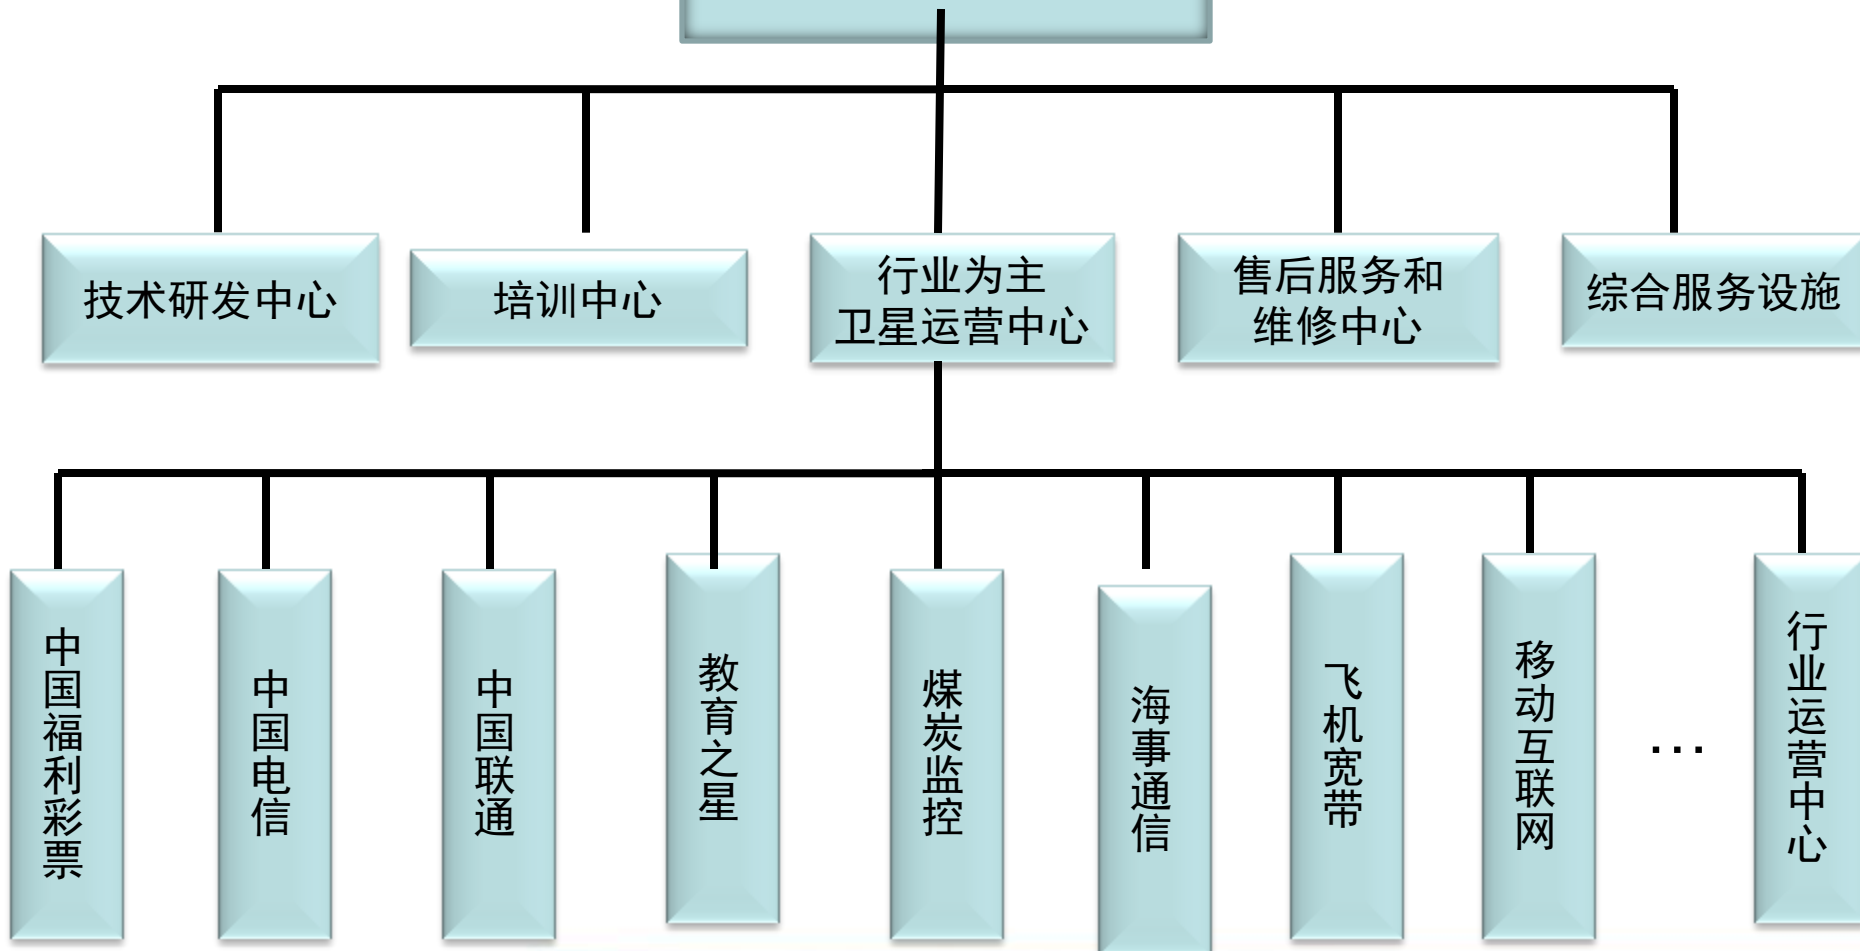 技术研发中心
培训中心
行业为主
卫星运营中心
售后服务和
维修中心
综合服务设施
中国福利彩票
中国电信
中国联通
教育之星
煤炭监控
海事通信
飞机宽带
移动互联网
…
行业运营中心